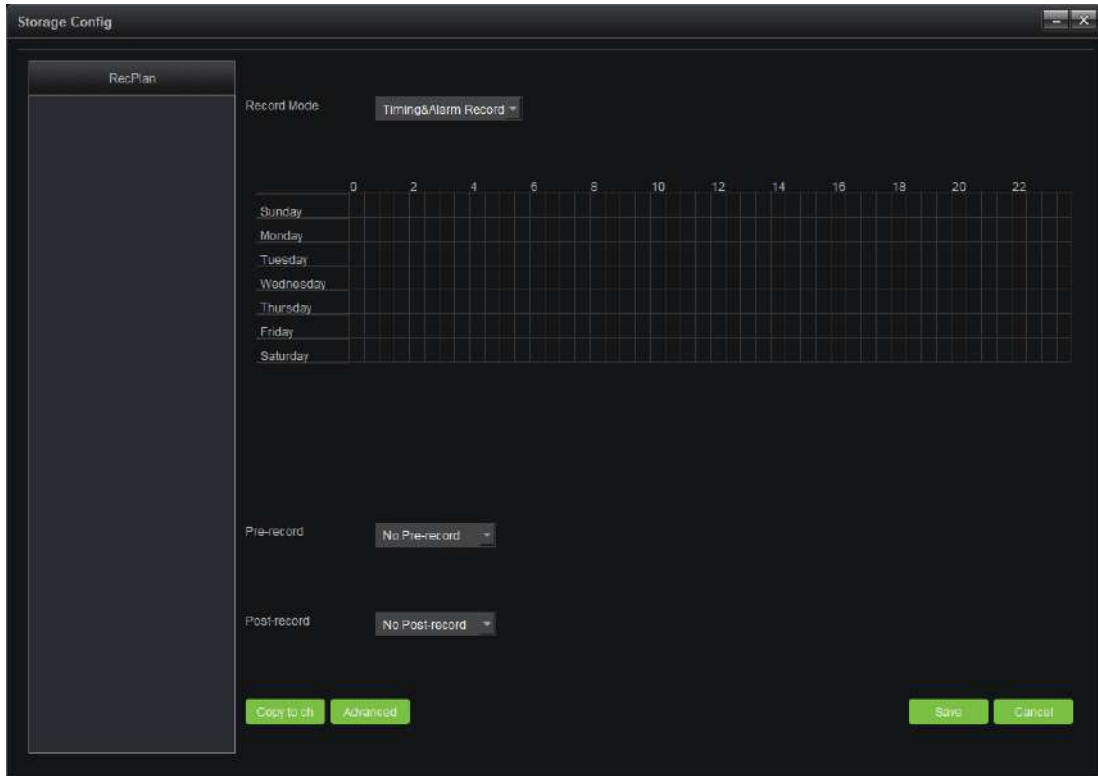 Storage Config
RecPlan
Record Mode
Timing&Alarm Record
0 2 4 6 8 10 12 14 16 18 20 22
Sunday
Monday
Tuesday
Wednesday
Thursday
Friday
Saturday
Pre-record
No Pre-record
Post-record
No Post-record
Copy to ch
Advanced
Save
Cancel